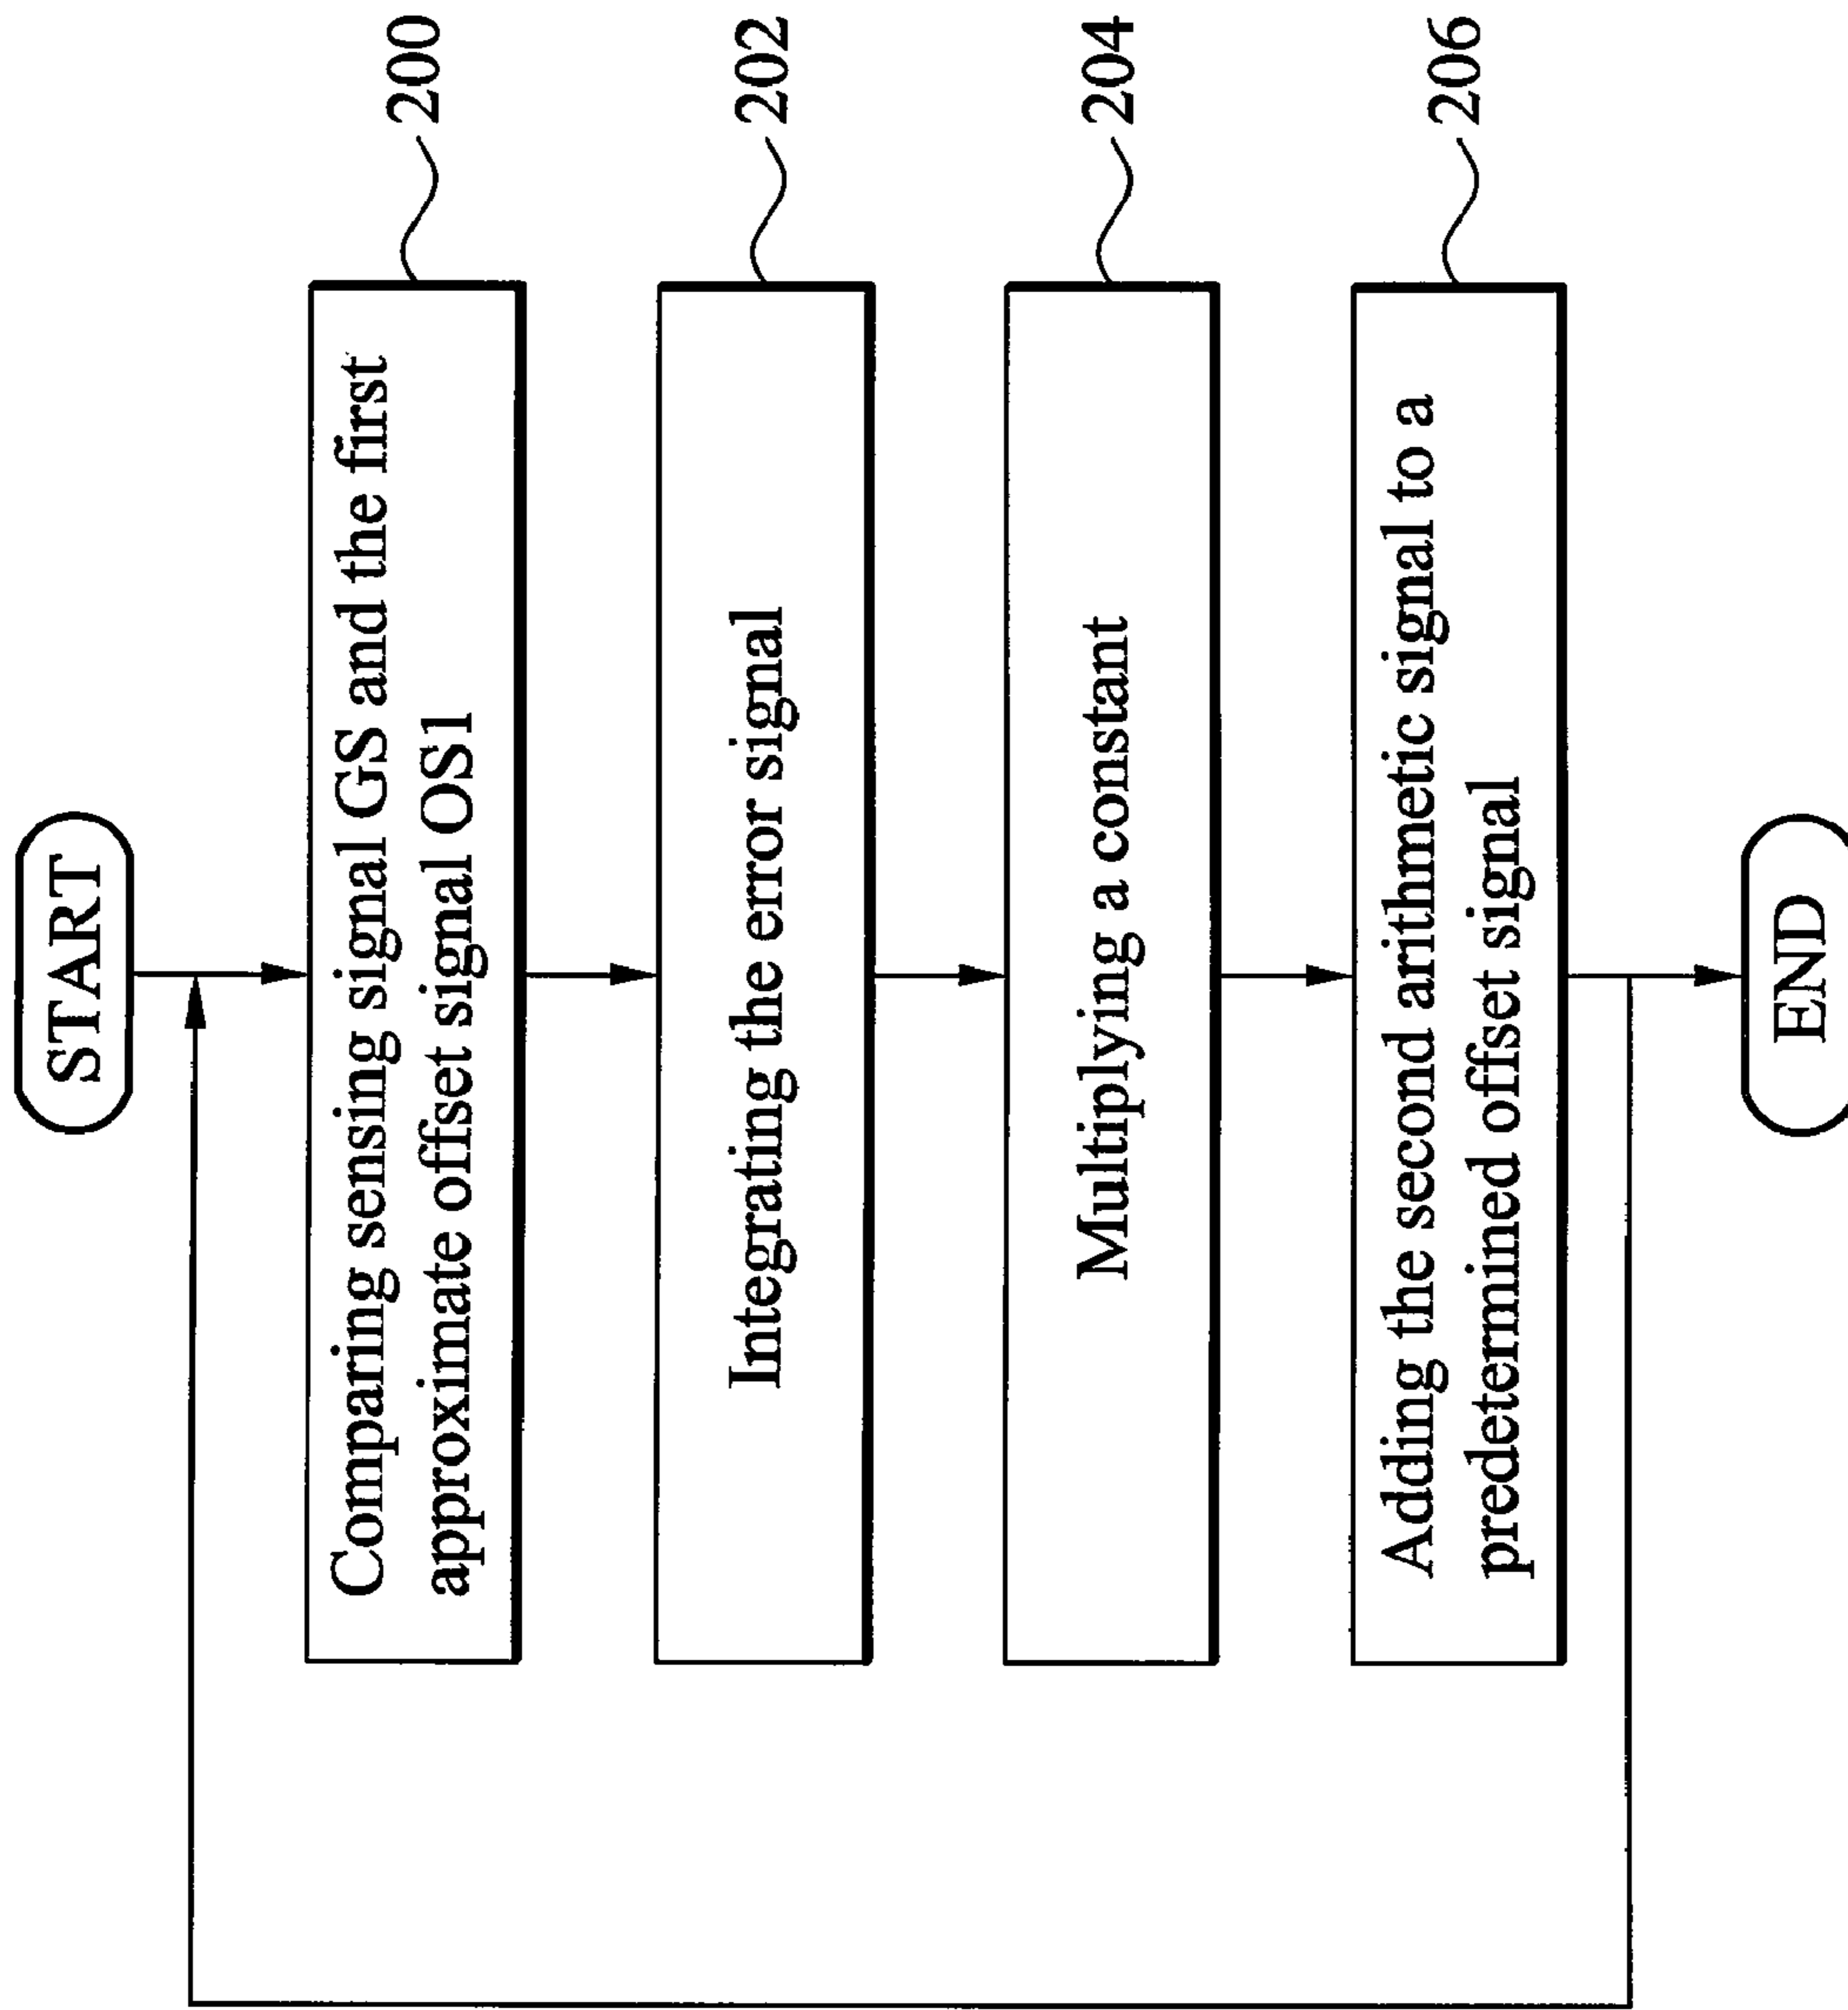 START
Comparing sensing signal GS and the first
approximate offset signal OS1
200
Integrating the error signal
202
Multiplying a constant
204
Adding the second arithmetic signal to a
predetermined offset signal
206
END